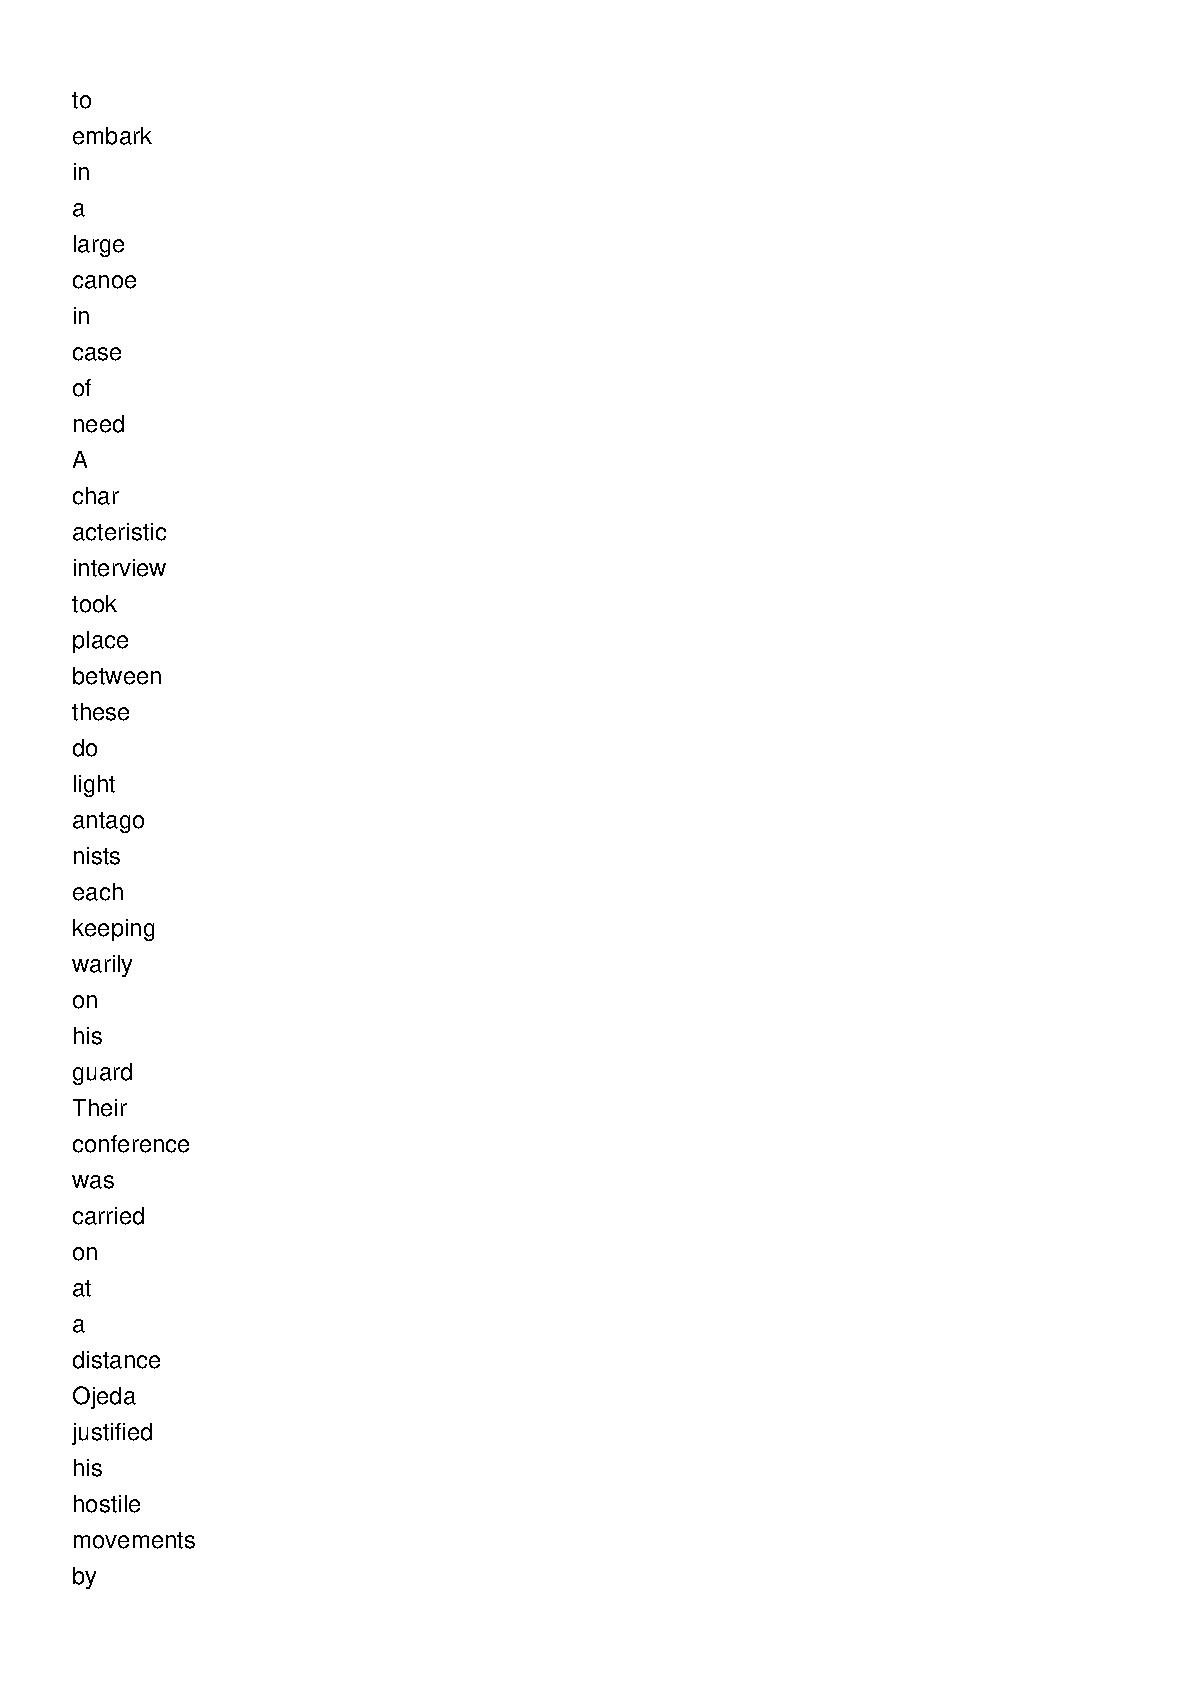 to
embark
in
a
large
canoe
in
case
of
need
A
char
acteristic
interview
took
place
between
these
do
light
antago
nists
each
keeping
warily
on
his
guard
Their
conference
was
carried
on
at
a
distance
Ojeda
justified
his
hostile
movements
by